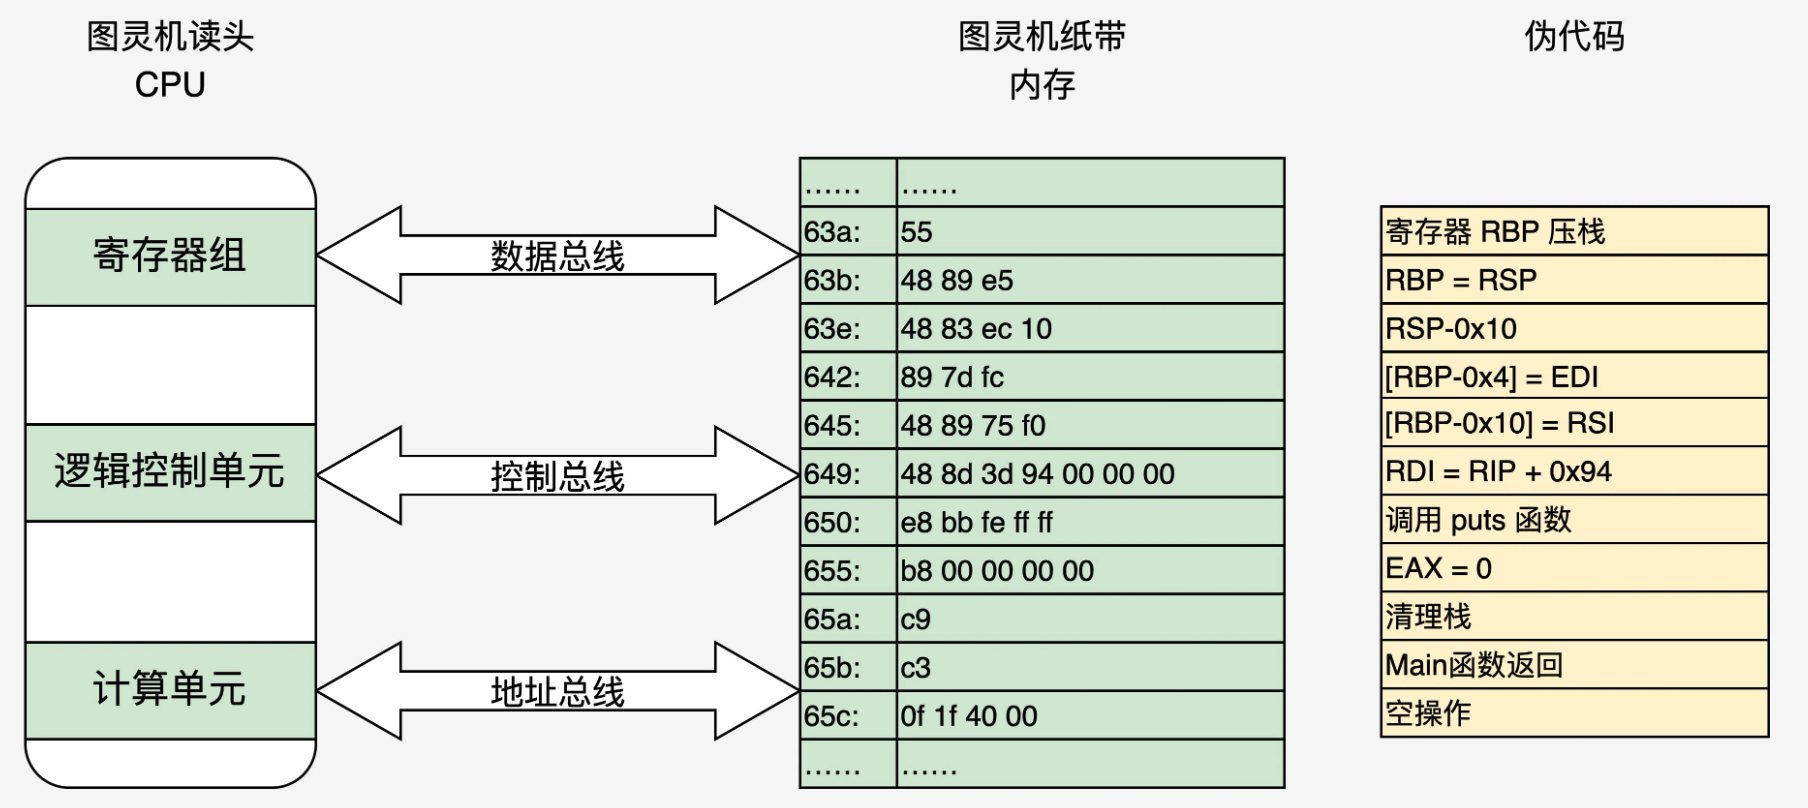 图灵机读头
CPU
图灵机纸带
内存
伪代码
寄存器组
逻辑控制单元
计算单元
数据总线
控制总线
地址总线
…… ……
63a: 55
63b: 48 89 e5
63e: 48 83 ec 10
642: 89 7d fc
645: 48 89 75 f0
649: 48 8d 3d 94 00 00 00
650: e8 bb fe ff ff
655: b8 00 00 00 00
65a: c9
65b: c3
65c: 0f 1f 40 00
…… ……
寄存器 RBP 压栈
RBP = RSP
RSP-0x10
[RBP-0x4] = EDI
[RBP-0x10] = RSI
RDI = RIP + 0x94
调用 puts 函数
EAX = 0
清理栈
Main函数返回
空操作